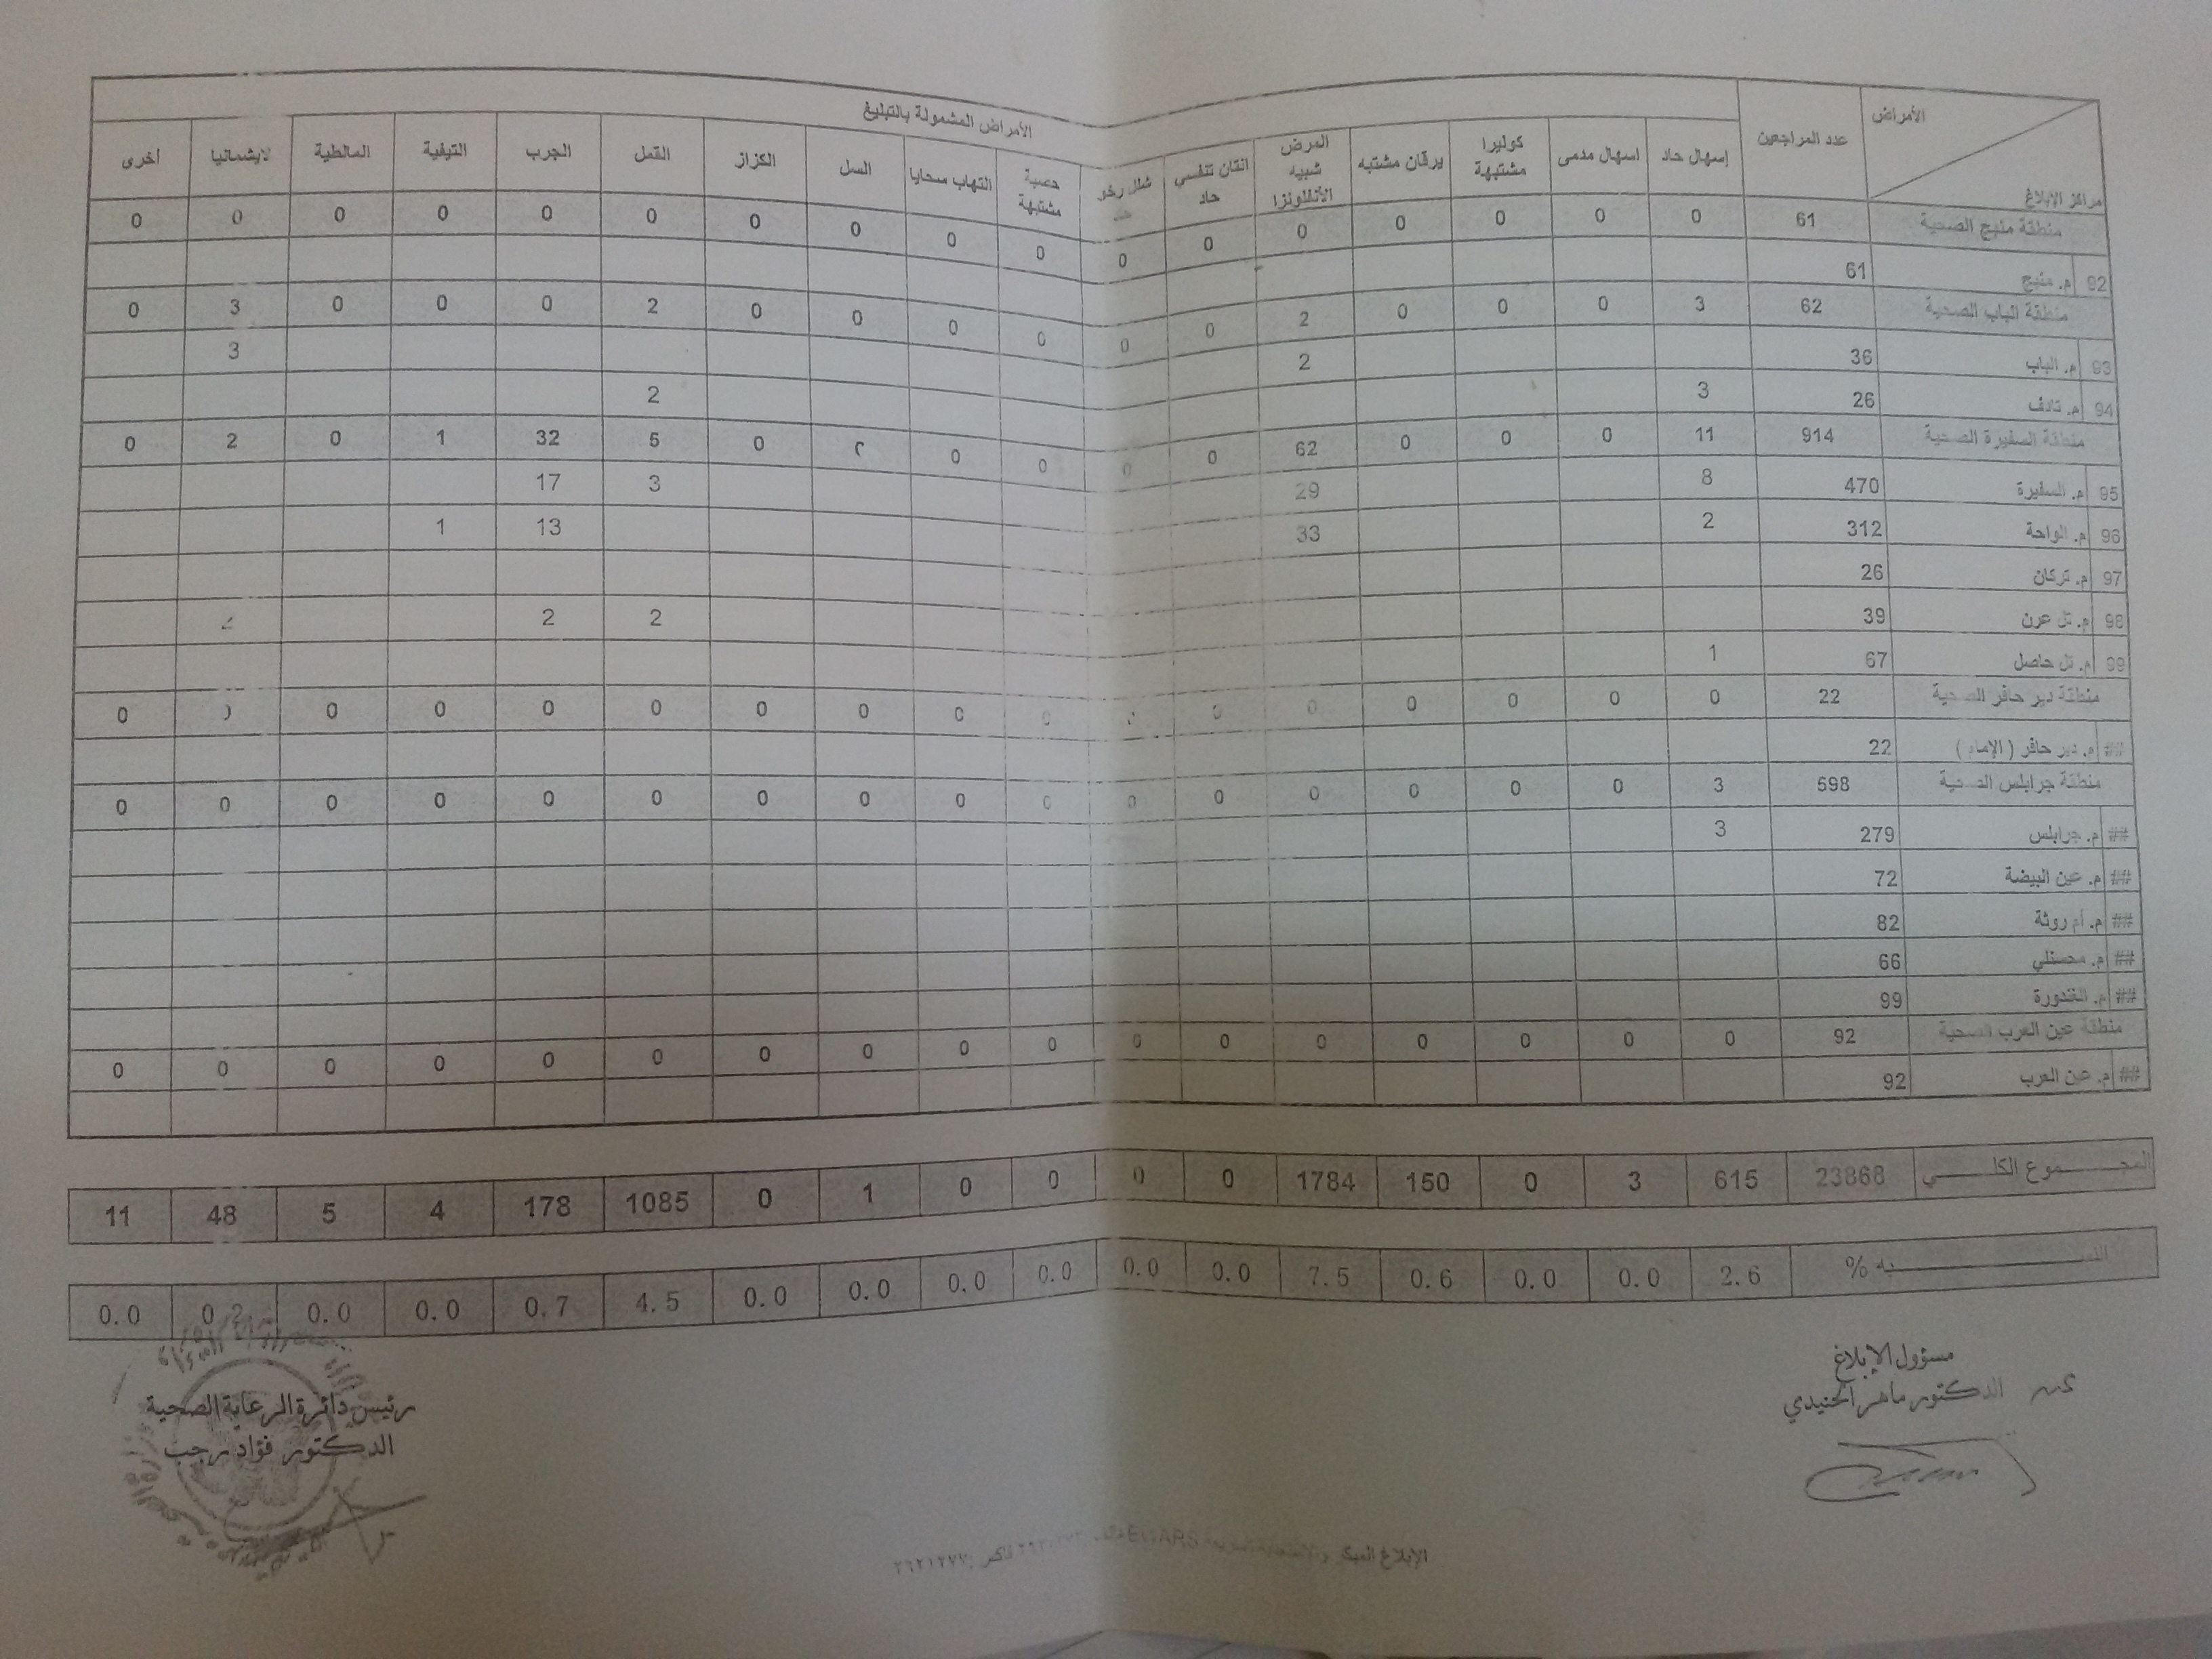 الأمراض
مراكز الإبلاغ
عدد المراجعين
الأمراض المشمولة بالتبليغ
إسهال حاد
اسهال مدمى
كوليرا مشتبهة
يرقان مشتبه
المرض شبيه الأنفلونزا
انتان تنفسي حاد
شلل رخو
حصبة مشتبهة
التهاب سحايا
السل
الكزاز
القمل
الجرب
التيفية
المالطية
لايشمانيا
أخرى
منطقة منبج الصحية 61 0 0 0 0 0 0 0 0 0 0 0 0 0 0 0 0 0
92 م. منبج 61
منطقة الباب الصحية 62 3 0 0 0 2 0 0 0 0 0 0 2 0 0 0 3 0
93 م. الباب 36 2 3
94 م. تادف 26 3 2
منطقة السفيرة الصحية 914 11 0 0 0 62 0 0 0 0 0 5 32 1 0 2 0
95 م. السفيرة 470 8 29 3 17
96 م. الواحة 312 2 33 13 1
97 م. تركان 26
98 م. تل عرن 39 2 2 2
99 م. تل حاصل 67 1
منطقة دير حافر الصحية 22 0 0 0 0 0 0 0 0 0 0 0 0 0 0 0 0
## م. دير حافر ( الإمام ) 22
منطقة جرابلس الصحية 598 3 0 0 0 0 0 0 0 0 0 0 0 0 0 0 0 0
## م. جرابلس 279 3
## م. عين البيضة 72
## م. أم روثة 82
## م. محسنلي 66
## م. الغندورة 99
منطقة عين العرب الصحية 92 0 0 0 0 0 0 0 0 0 0 0 0 0 0 0 0 0
## م. عين العرب 92
المجـــموع الكلـــي 23868 615 3 0 150 1784 0 0 0 0 1 0 1085 178 4 5 48 11
النســـبه % 2.6 0.0 0.0 0.6 7.5 0.0 0.0 0.0 0.0 0.0 0.0 4.5 0.7 0.0 0.0 0.2 0.0
مسؤول الإبلاغ
الدكتور ماهر الجنيدي
رئيس دائرة الرعاية الصحية
الدكتور فؤاد رجب
الإبلاغ المبكر فاكس ٢٦٢١٢٧٧